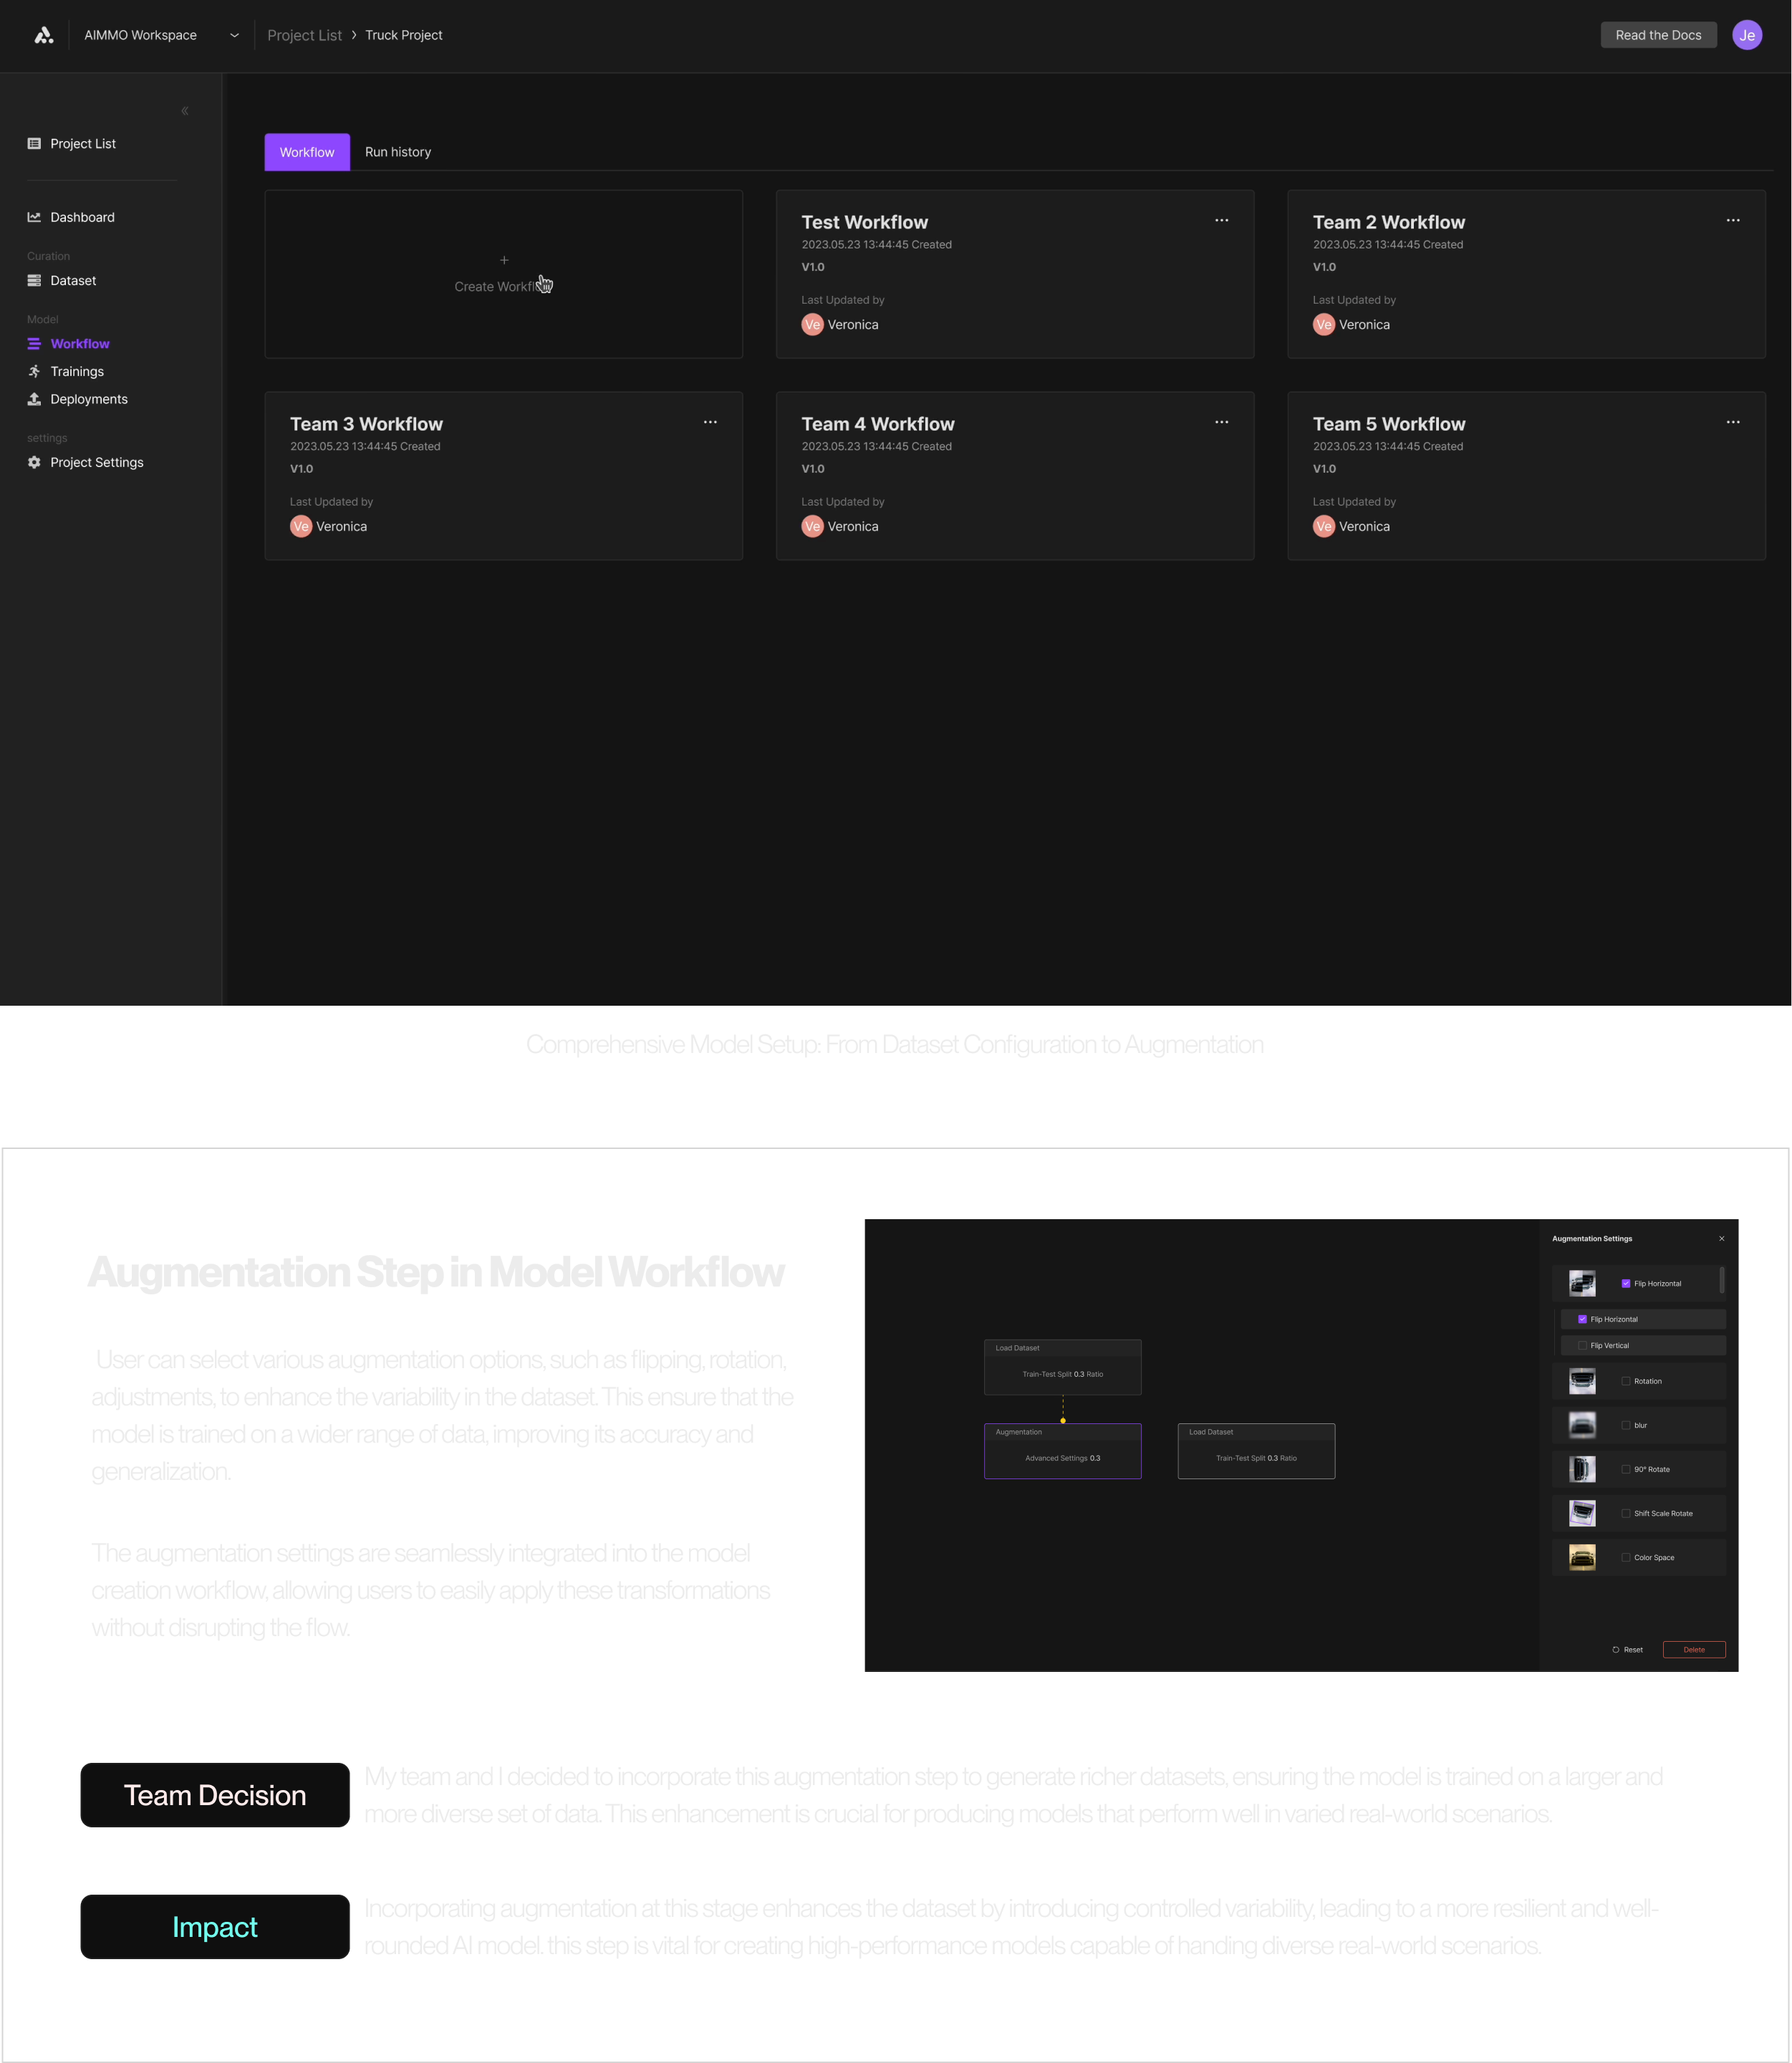 AIMMO Workspace
Project List > Truck Project
Read the Docs
Je
Project List
Dashboard
Curation
Dataset
Model
Workflow
Trainings
Deployments
settings
Project Settings
Workflow
Run history
+
Create Workfl
Test Workflow
2023.05.23 13:44:45 Created
V1.0
Last Updated by
Ve Veronica
Team 2 Workflow
2023.05.23 13:44:45 Created
V1.0
Last Updated by
Ve Veronica
Team 3 Workflow
2023.05.23 13:44:45 Created
V1.0
Last Updated by
Ve Veronica
Team 4 Workflow
2023.05.23 13:44:45 Created
V1.0
Last Updated by
Ve Veronica
Team 5 Workflow
2023.05.23 13:44:45 Created
V1.0
Last Updated by
Ve Veronica
Comprehensive Model Setup: From Dataset Configuration to Augmentation
Augmentation Step in Model Workflow
User can select various augmentation options, such as flipping, rotation,
adjustments, to enhance the variability in the dataset. This ensure that the
model is trained on a wider range of data, improving its accuracy and
generalization.
The augmentation settings are seamlessly integrated into the model
creation workflow, allowing users to easily apply these transformations
without disrupting the flow.
Load Dataset
Train-Test Split 0.3 Ratio
Augmentation
Advanced Settings 0.3
Load Dataset
Train-Test Split 0.3 Ratio
Augmentation Settings
Flip Horizontal
Flip Horizontal
Flip Vertical
Rotation
blur
90° Rotate
Shift Scale Rotate
Color Space
Reset
Delete
Team Decision
My team and I decided to incorporate this augmentation step to generate richer datasets, ensuring the model is trained on a larger and
more diverse set of data. This enhancement is crucial for producing models that perform well in varied real-world scenarios.
Impact
Incorporating augmentation at this stage enhances the dataset by introducing controlled variability, leading to a more resilient and well-
rounded AI model. this step is vital for creating high-performance models capable of handing diverse real-world scenarios.